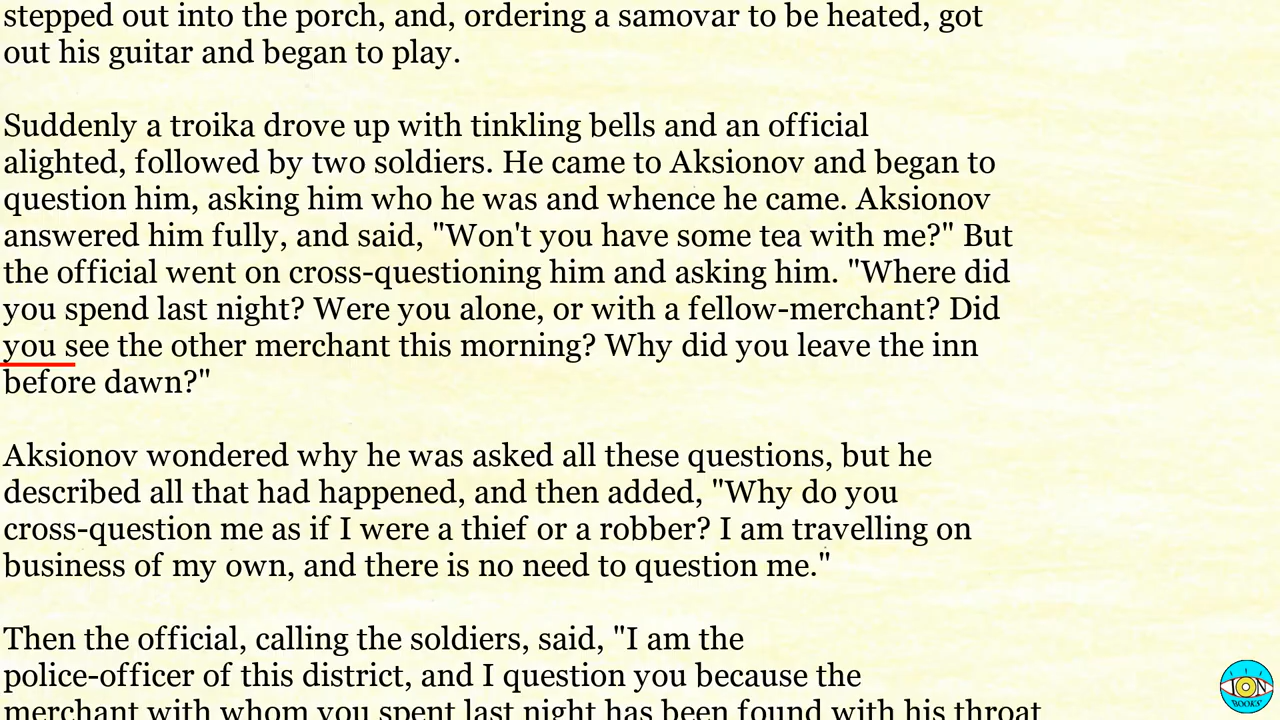 stepped out into the porch, and, ordering a samovar to be heated, got
out his guitar and began to play.
Suddenly a troika drove up with tinkling bells and an official
alighted, followed by two soldiers. He came to Aksionov and began to
question him, asking him who he was and whence he came. Aksionov
answered him fully, and said, "Won't you have some tea with me?" But
the official went on cross-questioning him and asking him. "Where did
you spend last night? Were you alone, or with a fellow-merchant? Did
you see the other merchant this morning? Why did you leave the inn
before dawn?"
Aksionov wondered why he was asked all these questions, but he
described all that had happened, and then added, "Why do you
cross-question me as if I were a thief or a robber? I am travelling on
business of my own, and there is no need to question me."
Then the official, calling the soldiers, said, "I am the
police-officer of this district, and I question you because the
merchant with whom you spent last night has been found with his throat
ION
BOOKS